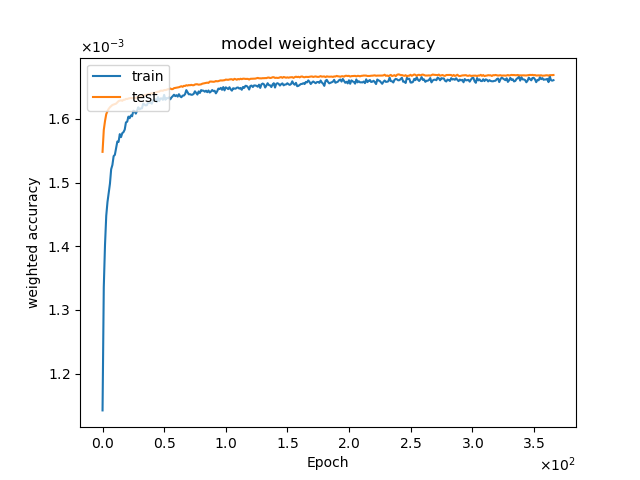 model weighted accuracy
×10⁻³
train
test
1.6
1.5
1.4
1.3
1.2
weighted accuracy
0.0 0.5 1.0 1.5 2.0 2.5 3.0 3.5
Epoch
×10²